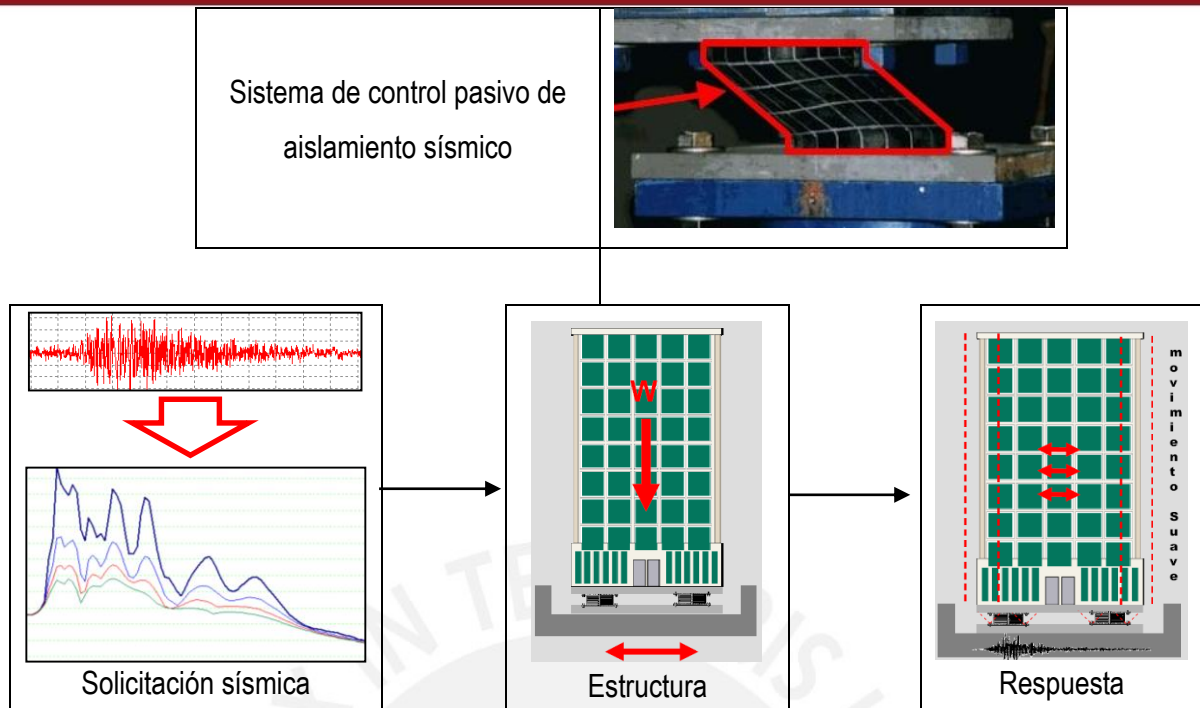 Sistema de control pasivo de
aislamiento sísmico
W
movimiento Suave
Solicitación sísmica
Estructura
Respuesta